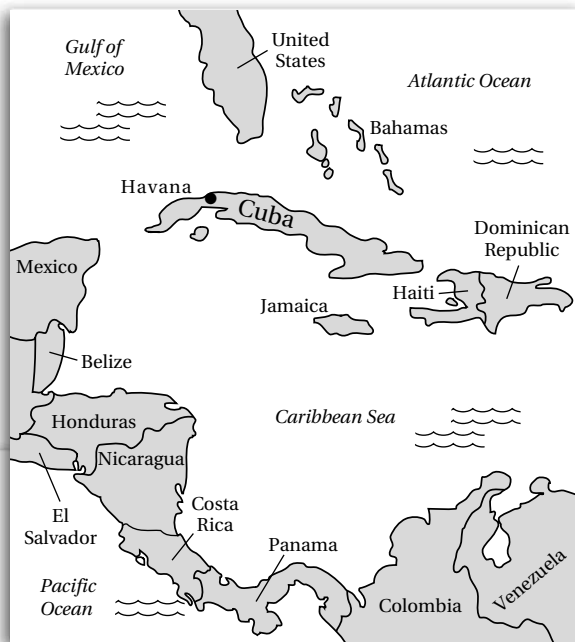 Gulf of
Mexico
United
States
Atlantic Ocean
Bahamas
Havana
Cuba
Dominican
Republic
Mexico
Haiti
Jamaica
Belize
Caribbean Sea
Honduras
Nicaragua
El
Salvador
Costa
Rica
Panama
Pacific
Ocean
Colombia
Venezuela